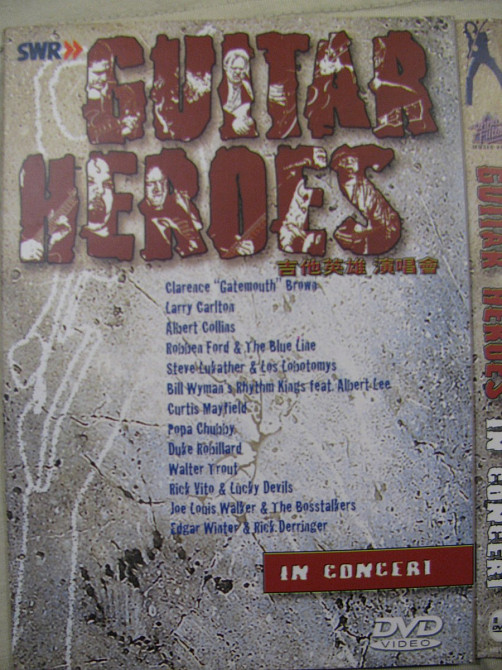 SWR»
GUITAR
HEROES
吉他英雄 演唱會
Clarence "Gatemouth" Brown
Larry Carlton
Albert Collins
Robben Ford & The Blue Line
Steve Lukather & Los Lobotomys
Bill Wyman's Rhythm Kings feat. Albert Lee
Curtis Mayfield
Popa Chubby
Duke Robillard
Walter Trout
Rick Vito & Lucky Devils
Joe Louis Walker & The Bosstalkers
Edgar Winter & Rick Derringer
IN CONCERT
DVD
VIDEO
GUITAR HEROES IN CONCERT